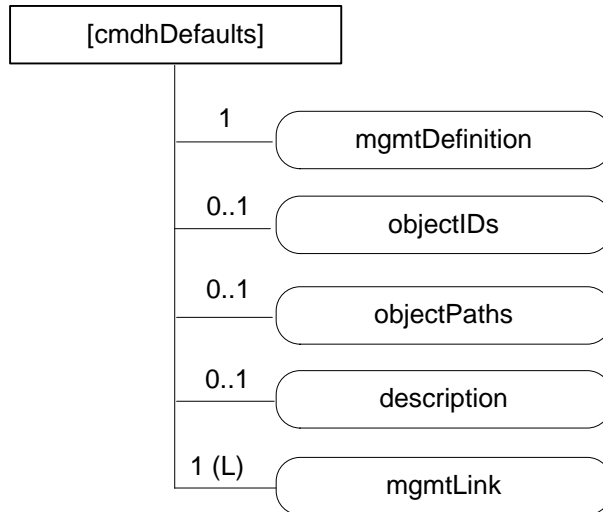 [cmdhDefaults]
1
mgmtDefinition
0..1
objectIDs
0..1
objectPaths
0..1
description
1 (L)
mgmtLink